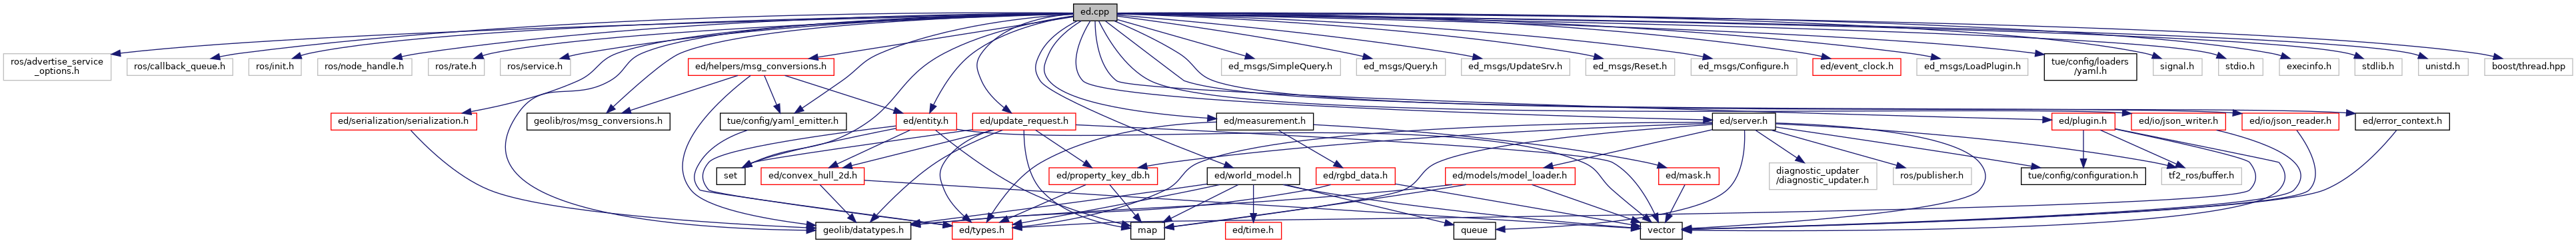 ed.cpp
ros/advertise_service
_options.h
ros/callback_queue.h
ros/init.h
ros/node_handle.h
ros/rate.h
ros/service.h
ed/helpers/msg_conversions.h
ed_msgs/SimpleQuery.h
ed_msgs/Query.h
ed_msgs/UpdateSrv.h
ed_msgs/Reset.h
ed_msgs/Configure.h
ed/event_clock.h
ed_msgs/LoadPlugin.h
tue/config/loaders
/yaml.h
signal.h
stdio.h
execinfo.h
stdlib.h
unistd.h
boost/thread.hpp
ed/serialization/serialization.h
geolib/ros/msg_conversions.h
tue/config/yaml_emitter.h
ed/entity.h
ed/update_request.h
ed/measurement.h
ed/server.h
ed/plugin.h
ed/io/json_writer.h
ed/io/json_reader.h
ed/error_context.h
set
ed/convex_hull_2d.h
ed/property_key_db.h
ed/world_model.h
ed/rgbd_data.h
ed/models/model_loader.h
ed/mask.h
diagnostic_updater
/diagnostic_updater.h
ros/publisher.h
tue/config/configuration.h
tf2_ros/buffer.h
geolib/datatypes.h
ed/types.h
map
ed/time.h
queue
vector